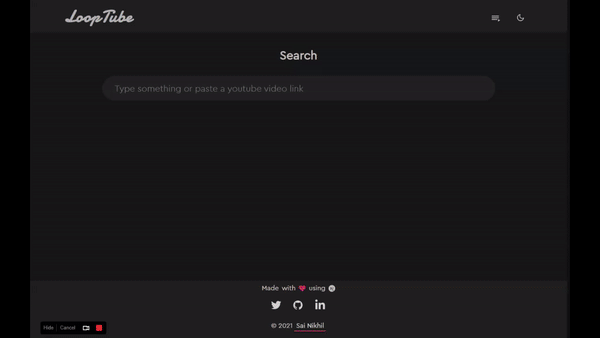 LoopTube
Search
Type something or paste a youtube video link
Made with using
© 2021 Sai Nikhil
Hide Cancel